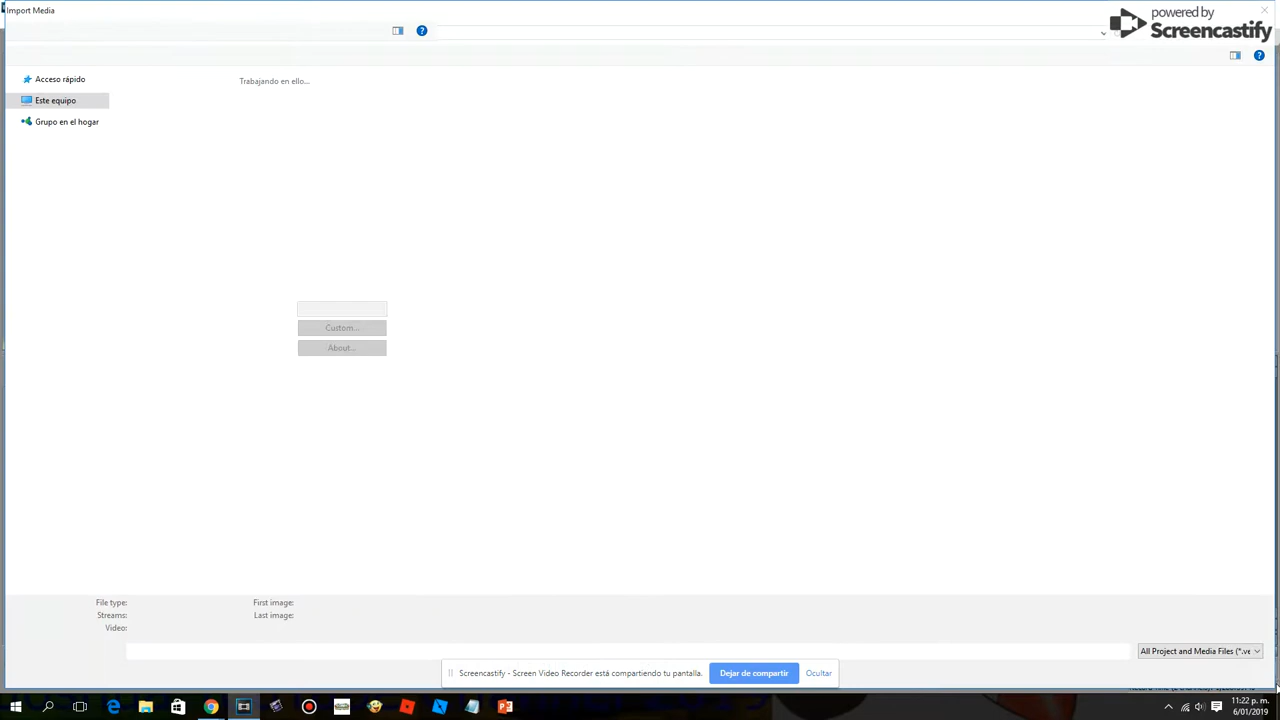 Import Media
powered by
Screencastify
Acceso rápido
Trabajando en ello...
Este equipo
Grupo en el hogar
Custom...
About...
File type:
First image:
Streams:
Last image:
Video:
All Project and Media Files (*.ve
Screencastify - Screen Video Recorder está compartiendo tu pantalla.
Dejar de compartir
Ocultar
11:22 p. m.
6/01/2019